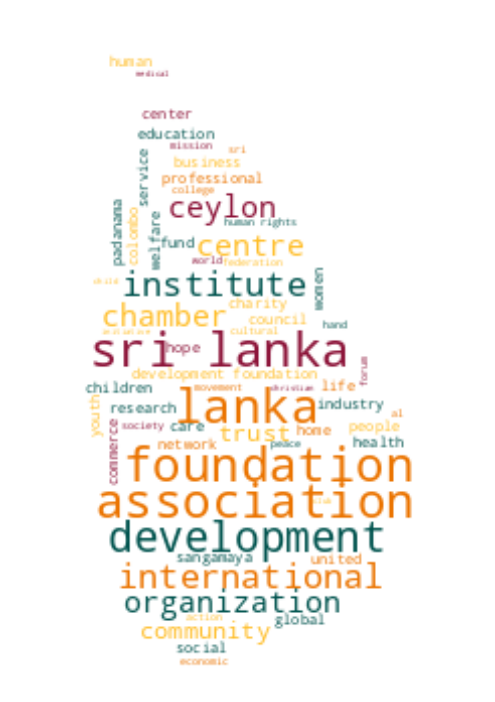 human
medical
center
education
mission
sri
service
business
professional
college
padanama
colombo
welfare
ceylon
human rights
fund
centre
world
federation
child
institute
women
charity
chamber
council
hand
cultural
sri lanka
hope
forum
development foundation
children
movement
christian
life
youth
research
lanka
industry
al
commerce
society
care
trust
home
people
network
peace
health
foundation
association
development
sangamaya
united
international
organization
action
global
community
social
economic